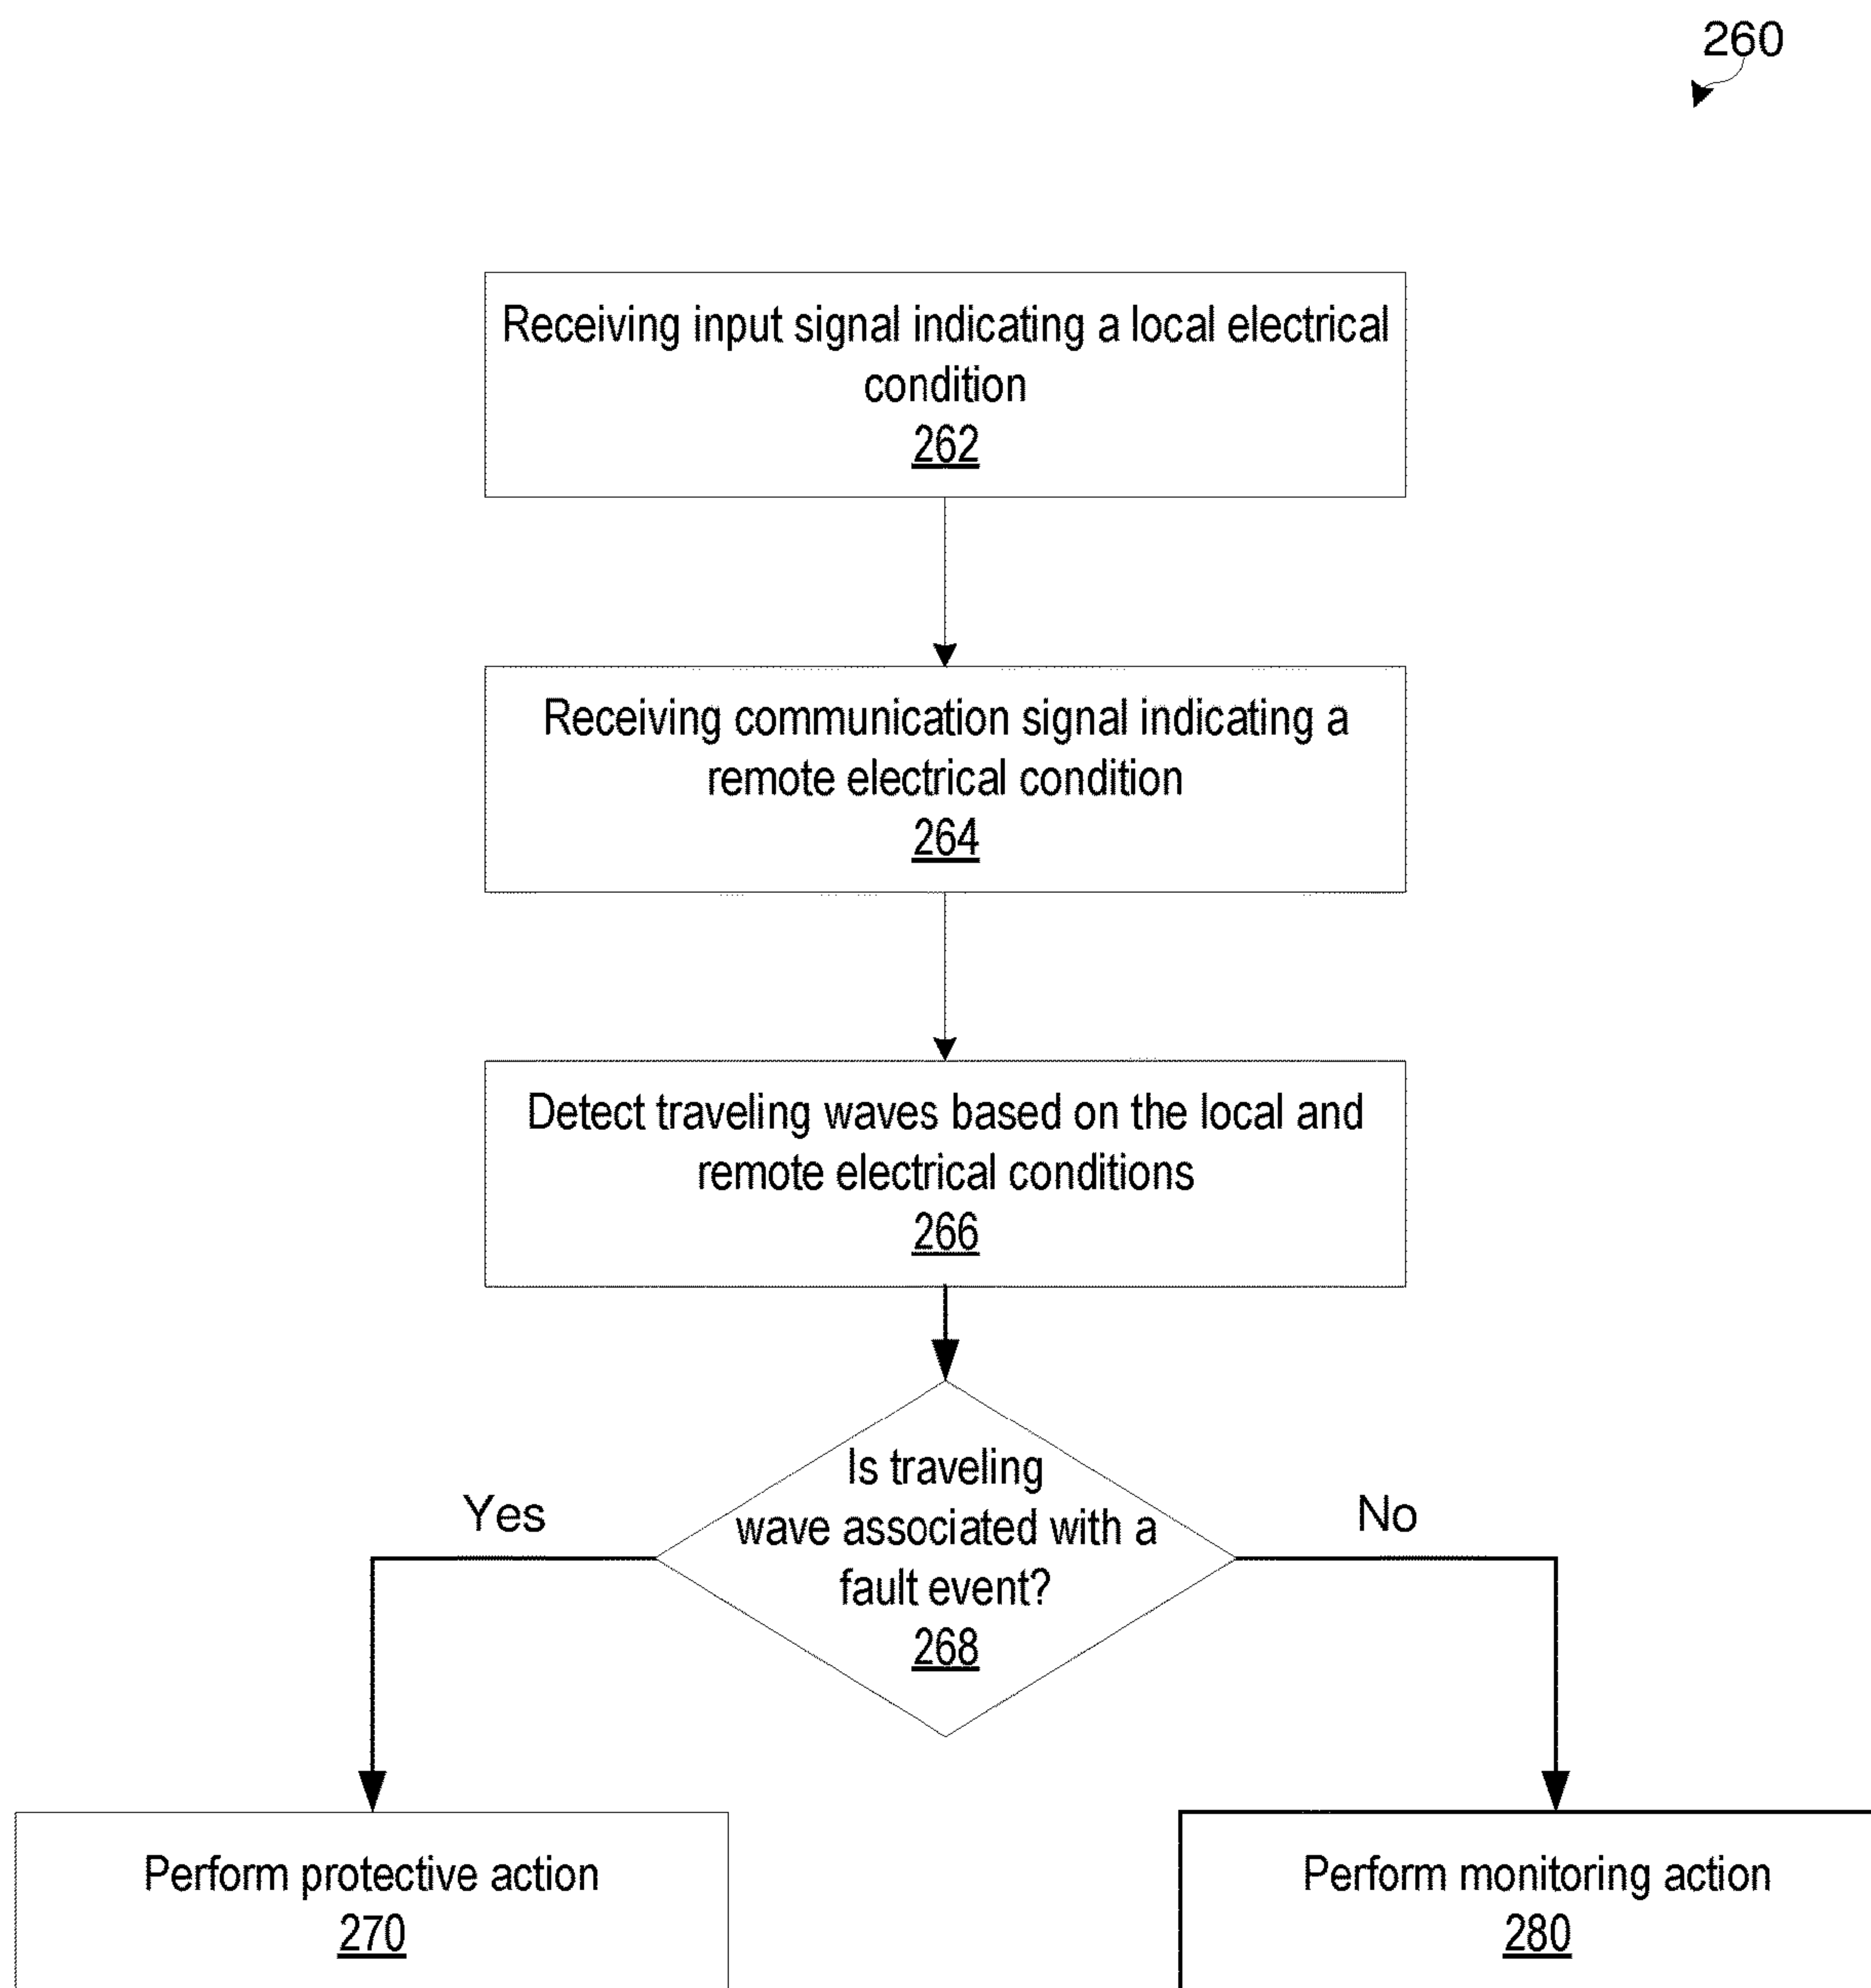 260
Receiving input signal indicating a local electrical
condition
262
Receiving communication signal indicating a
remote electrical condition
264
Detect traveling waves based on the local and
remote electrical conditions
266
Is traveling
wave associated with a
fault event?
268
Yes
No
Perform protective action
270
Perform monitoring action
280